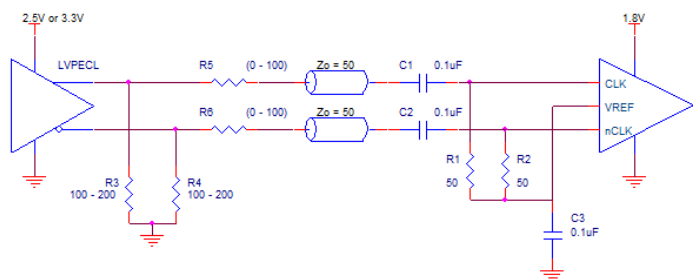 2.5V or 3.3V
1.8V
LVPECL
R5
(0 - 100)
Zo = 50
C1
0.1uF
CLK
VREF
nCLK
R6
(0 - 100)
Zo = 50
C2
0.1uF
R1
50
R2
50
R3
100 - 200
R4
100 - 200
C3
0.1uF